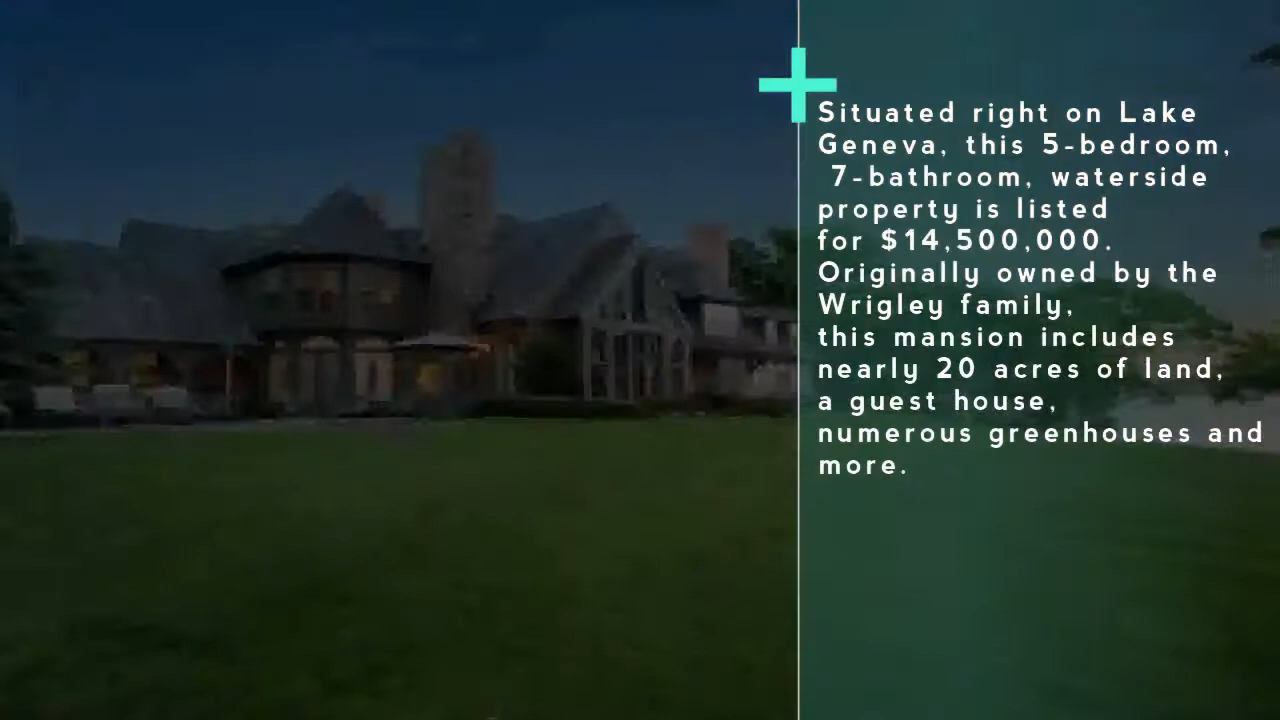 Situated right on Lake
Geneva, this 5-bedroom,
7-bathroom, waterside
property is listed
for $14,500,000.
Originally owned by the
Wrigley family,
this mansion includes
nearly 20 acres of land,
a guest house,
numerous greenhouses and
more.